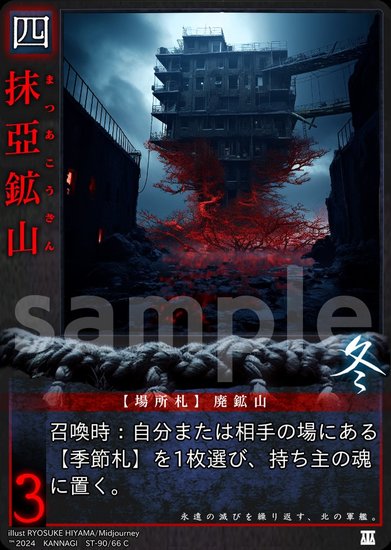 四
抹亞鉱山
まつあこうざん
sample
冬
【場所札】廃鉱山
召喚時：自分または相手の場にある
【季節札】を1枚選び、持ち主の魂
に置く。
3
永遠の滅びを繰り返す、北の軍艦。
illust RYOSUKE HIYAMA/Midjourney
™2024 KANNAGI ST-90/66 C